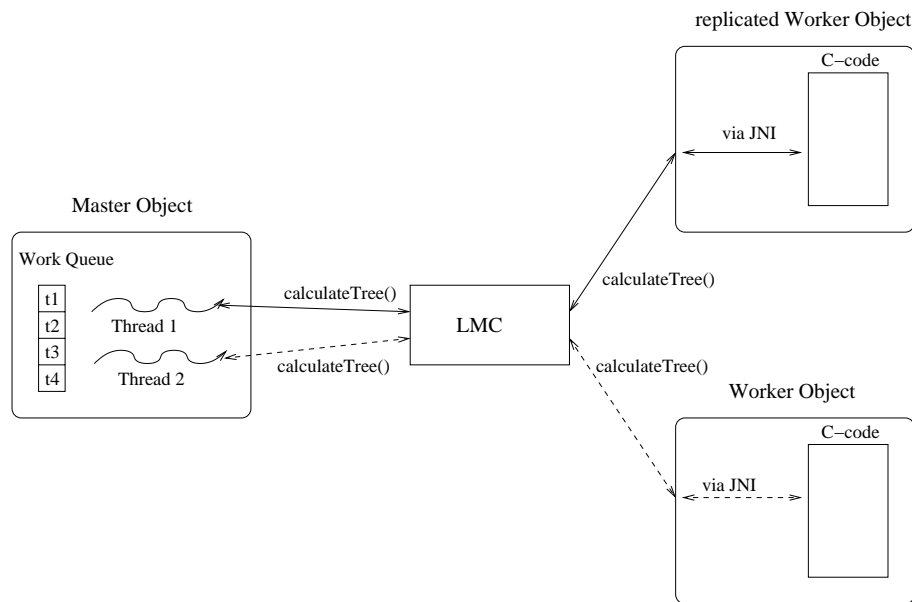 replicated Worker Object
C−code
via JNI
Master Object
Work Queue
t1
t2
t3
t4
Thread 1
Thread 2
calculateTree()
calculateTree()
LMC
calculateTree()
calculateTree()
Worker Object
C−code
via JNI